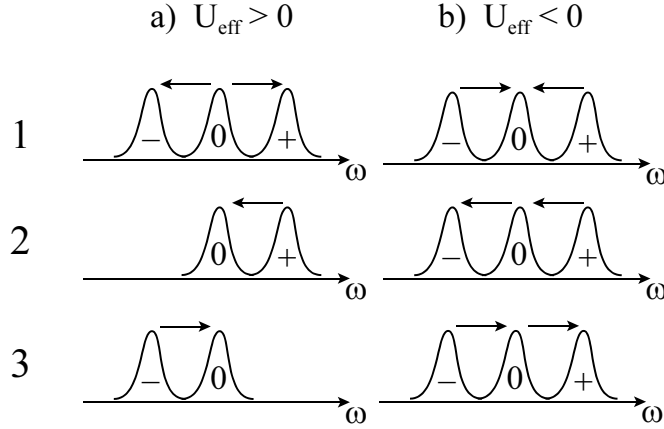 a) U_eff > 0 b) U_eff < 0
1 − 0 + ω − 0 + ω
2 0 + ω − 0 + ω
3 − 0 ω − 0 + ω